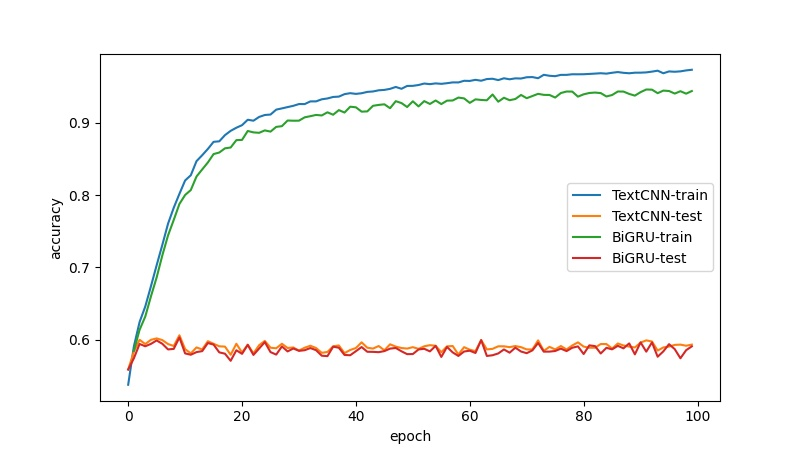 accuracy
0.9
0.8
0.7
0.6
TextCNN-train
TextCNN-test
BiGRU-train
BiGRU-test
0 20 40 60 80 100
epoch